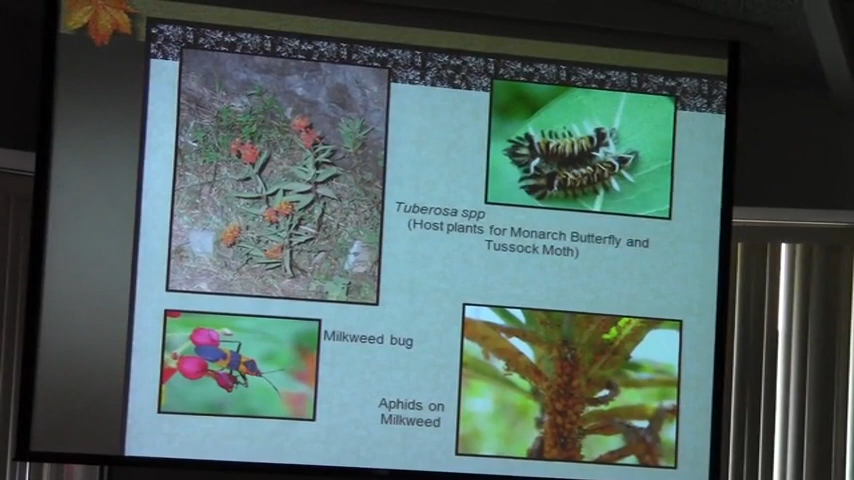 Tuberosa spp
(Host plants for Monarch Butterfly and
Tussock Moth)
Milkweed bug
Aphids on
Milkweed